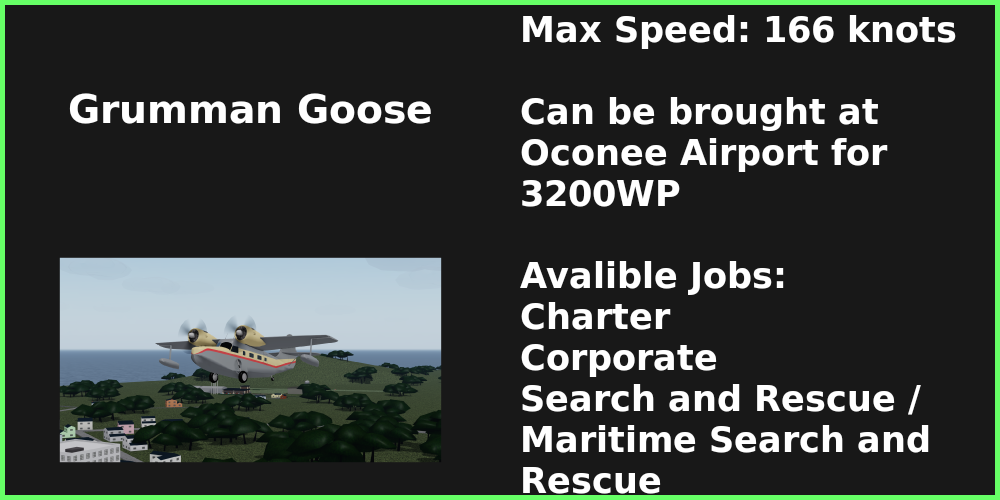 Grumman Goose
Max Speed: 166 knots
Can be brought at
Oconee Airport for
3200WP
Avalible Jobs:
Charter
Corporate
Search and Rescue /
Maritime Search and
Rescue